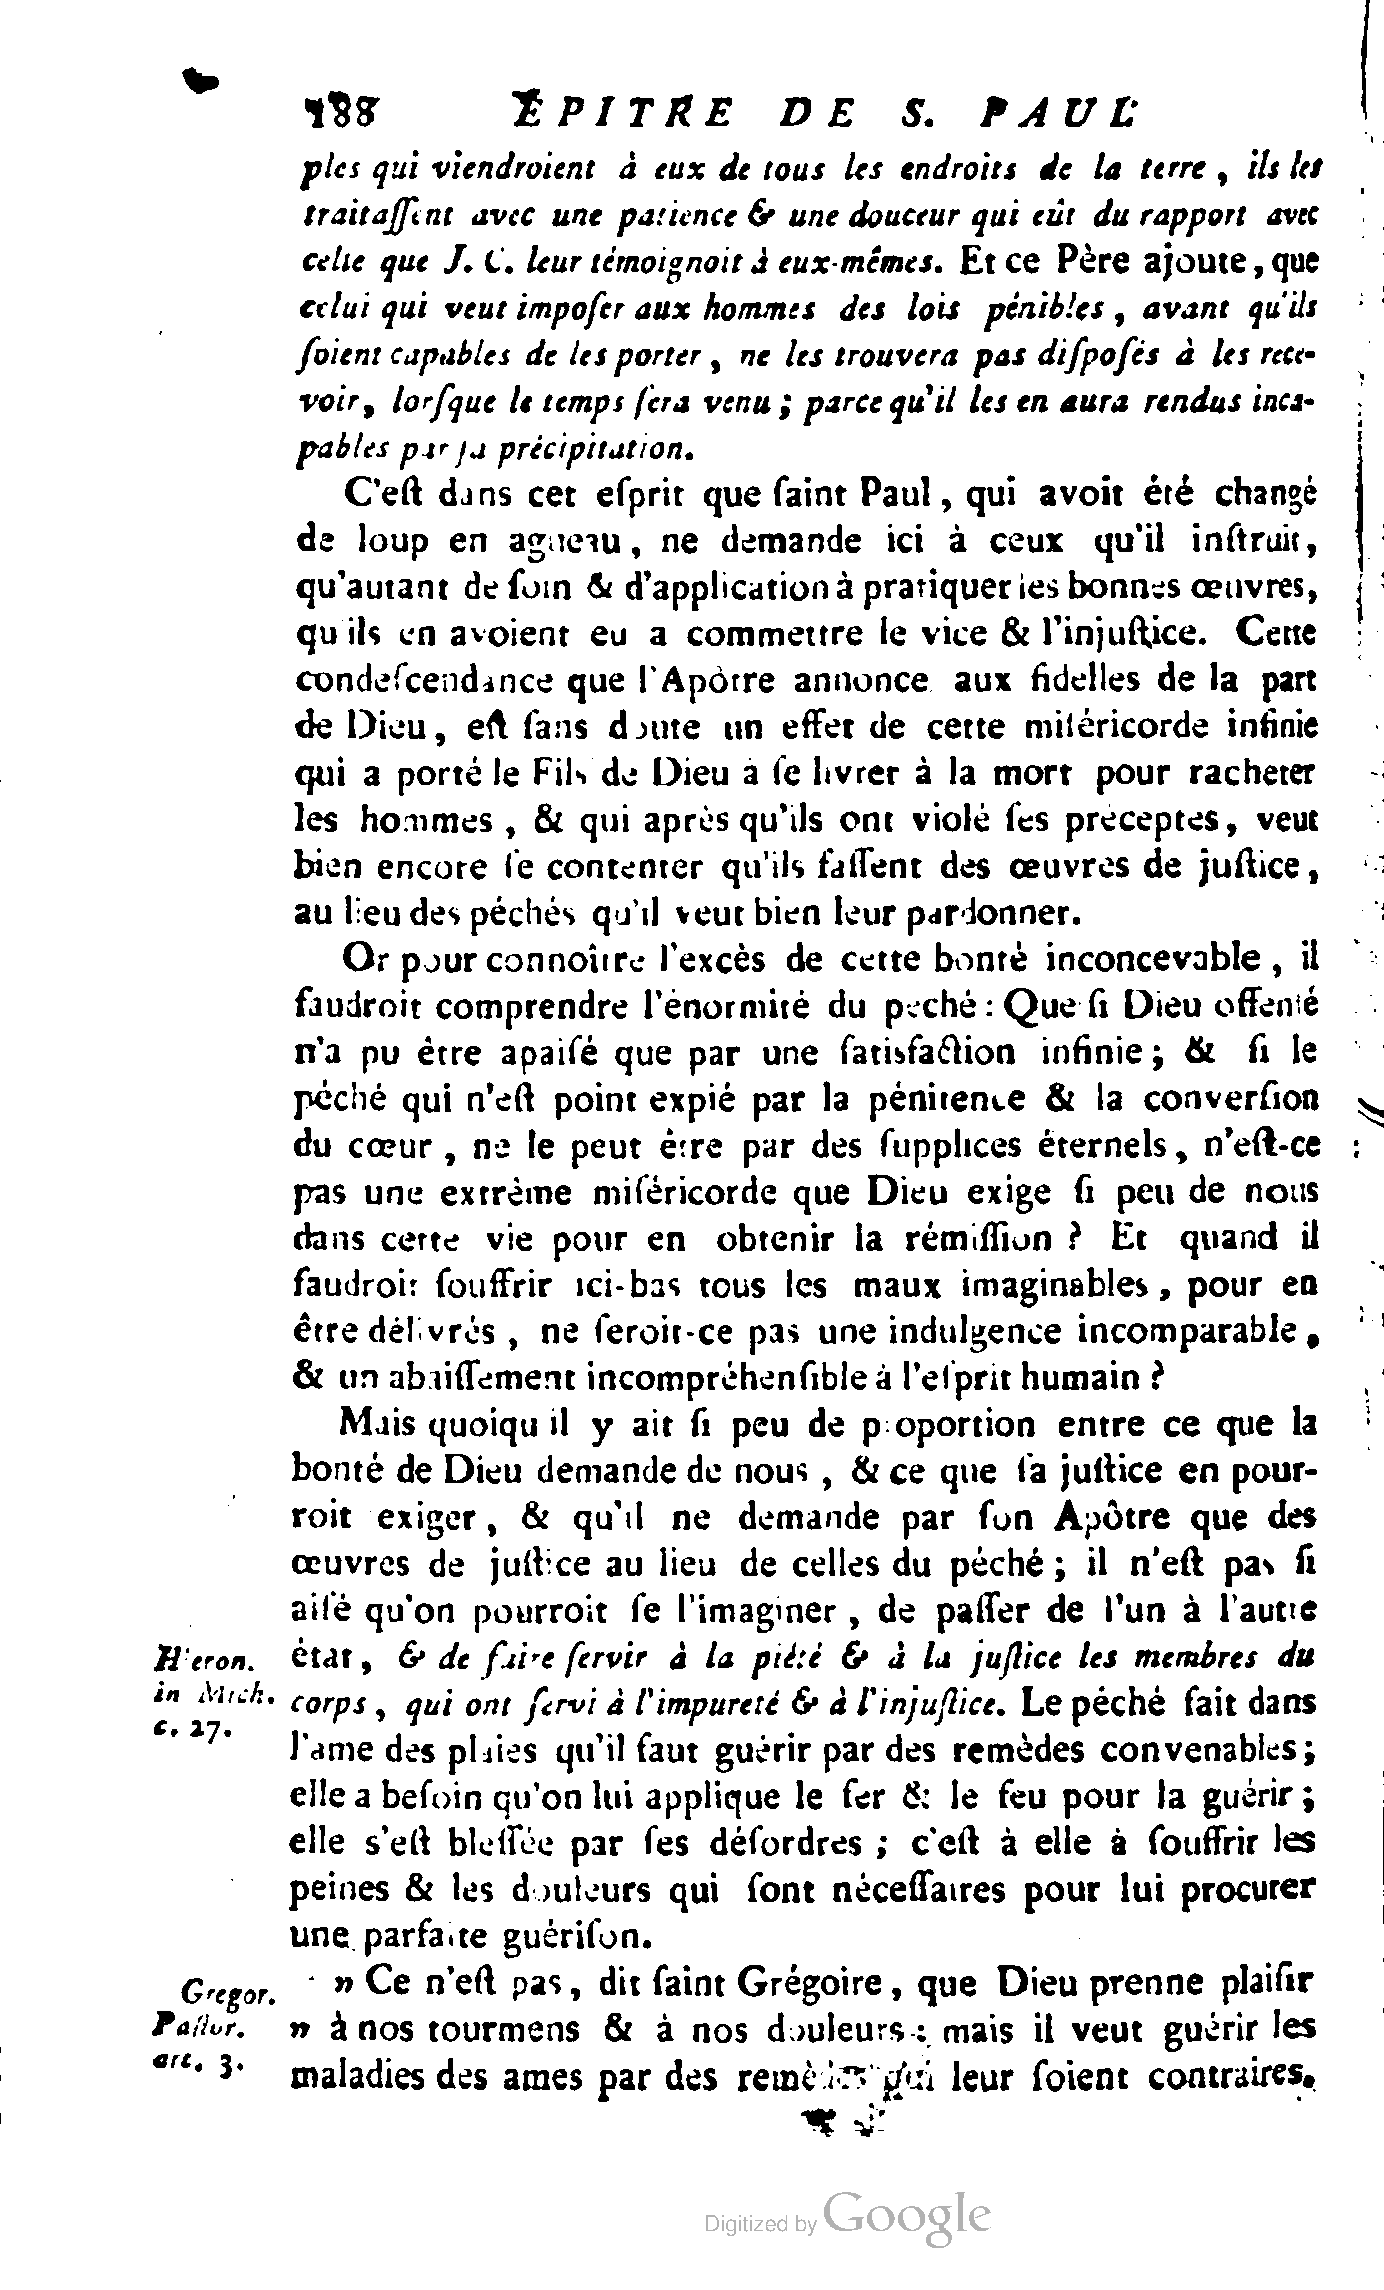 188 ÉPITRE DE S. PAUL
ples qui viendroient à eux de tous les endroits de la terre, ils les
traitaſſent avec une patience & une douceur qui eût du rapport avec
celle que J. C. leur témoignoit à eux-mêmes. Et ce Père ajoute, que
celui qui veut impoſer aux hommes des lois pénibles, avant qu'ils
ſoient capables de les porter, ne les trouvera pas diſpoſés à les rece-
voir, lorſque le temps ſera venu; parce qu'il les en aura rendus inca-
pables par ſa précipitation.
C'eſt dans cet eſprit que ſaint Paul, qui avoit été changé
de loup en agneau, ne demande ici à ceux qu'il inſtruit,
qu'autant de ſoin & d'application à pratiquer les bonnes œuvres,
qu'ils en avoient eu a commettre le vice & l'injuſtice. Cette
condeſcendance que l'Apôtre annonce aux fidelles de la part
de Dieu, eſt ſans doute un effet de cette miſéricorde infinie
qui a porté le Fils de Dieu à ſe livrer à la mort pour racheter
les hommes, & qui après qu'ils ont violé ſes préceptes, veut
bien encore ſe contenter qu'ils faſſent des œuvres de juſtice,
au lieu des péchés qu'il veut bien leur pardonner.
Or pour connoître l'excès de cette bonté inconcevable, il
faudroit comprendre l'énormité du péché: Que ſi Dieu offenſé
n'a pu être apaiſé que par une ſatisfaction infinie; & ſi le
péché qui n'eſt point expié par la pénitence & la converſion
du cœur, ne le peut être par des ſupplices éternels, n'eſt-ce
pas une extrême miſéricorde que Dieu exige ſi peu de nous
dans cette vie pour en obtenir la rémiſſion? Et quand il
faudroit ſouffrir ici-bas tous les maux imaginables, pour en
être délivrés, ne ſeroit-ce pas une indulgence incomparable,
& un abaiſſement incompréhenſible à l'eſprit humain?
Mais quoiqu'il y ait ſi peu de proportion entre ce que la
bonté de Dieu demande de nous, & ce que ſa juſtice en pour-
roit exiger, & qu'il ne demande par ſon Apôtre que des
œuvres de juſtice au lieu de celles du péché; il n'eſt pas ſi
aiſé qu'on pourroit ſe l'imaginer, de paſſer de l'un à l'autre
Hieron. état, & de faire ſervir à la piété & à la juſtice les membres du
in Mich. corps, qui ont ſervi à l'impureté & à l'injuſtice. Le péché fait dans
c. 27. l'ame des plaies qu'il faut guérir par des remèdes convenables;
elle a beſoin qu'on lui applique le fer & le feu pour la guérir;
elle s'eſt bleſſée par ſes déſordres; c'eſt à elle à ſouffrir les
peines & les douleurs qui ſont néceſſaires pour lui procurer
une parfaite guériſon.
Gregor. » Ce n'eſt pas, dit ſaint Grégoire, que Dieu prenne plaiſir
Paſtor. » à nos tourmens & à nos douleurs: mais il veut guérir les
art. 3. maladies des ames par des remèdes qui leur ſoient contraires.
Digitized by Google